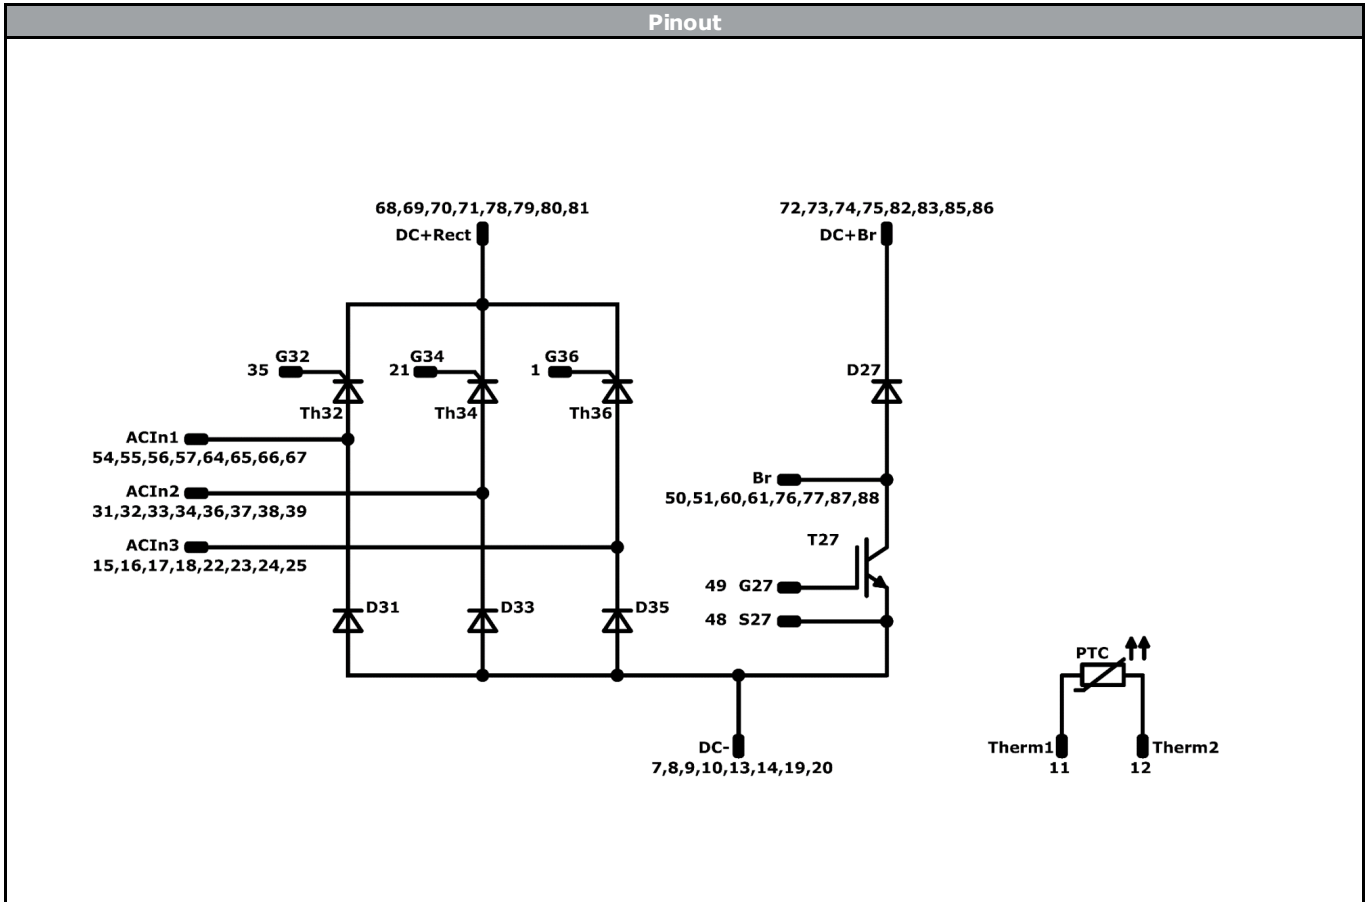 Pinout
68,69,70,71,78,79,80,81
DC+Rect
72,73,74,75,82,83,85,86
DC+Br
G32
35
G34
21
G36
1
Th32
Th34
Th36
D27
ACIn1
54,55,56,57,64,65,66,67
ACIn2
31,32,33,34,36,37,38,39
ACIn3
15,16,17,18,22,23,24,25
Br
50,51,60,61,76,77,87,88
T27
49 G27
48 S27
D31
D33
D35
DC-
7,8,9,10,13,14,19,20
PTC
Therm1
11
Therm2
12